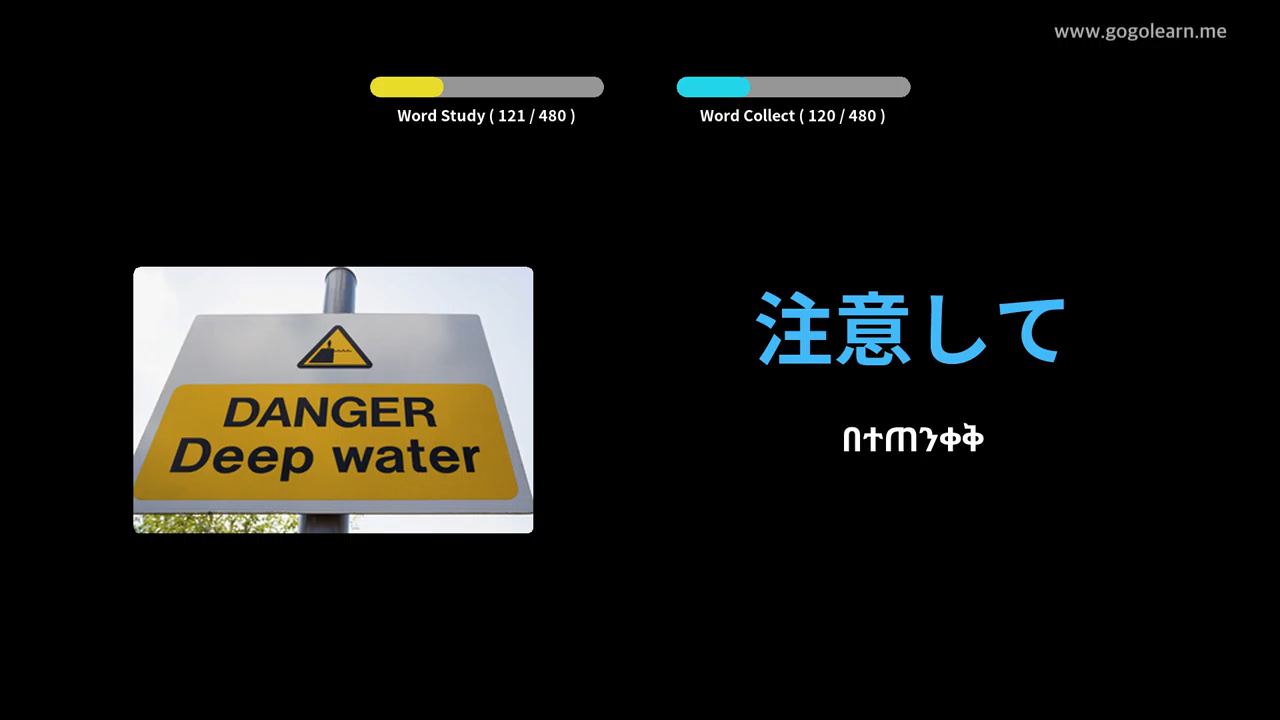 www.gogolearn.me
Word Study ( 121 / 480 )
Word Collect ( 120 / 480 )
DANGER
Deep water
注意して
በተጠንቀቅ